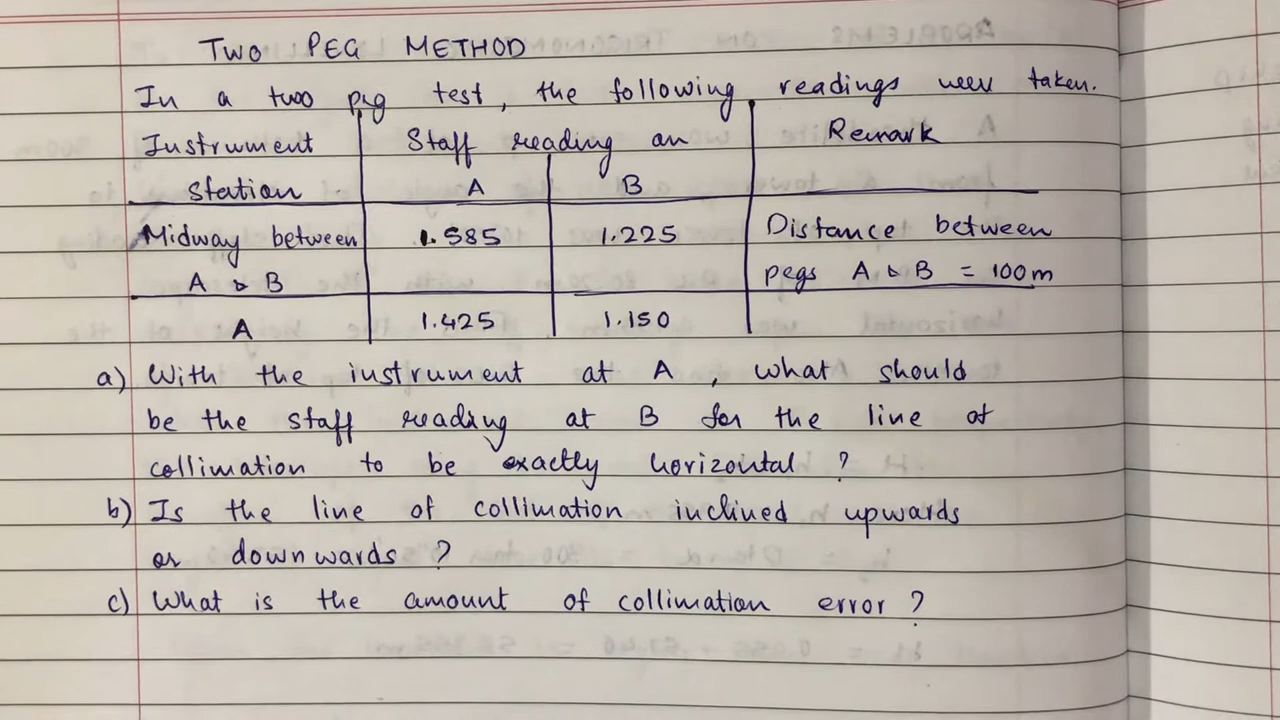 TWO PEG METHOD
In a two peg test, the following readings were taken.
Instrument Staff reading on Remark
Station A B
Midway between 1.585 1.225 Distance between
A & B pegs A & B = 100m
A 1.425 1.150
a) With the instrument at A, what should
be the staff reading at B for the line of
collimation to be exactly horizontal ?
b) Is the line of collimation inclined upwards
or downwards ?
c) What is the amount of collimation error ?